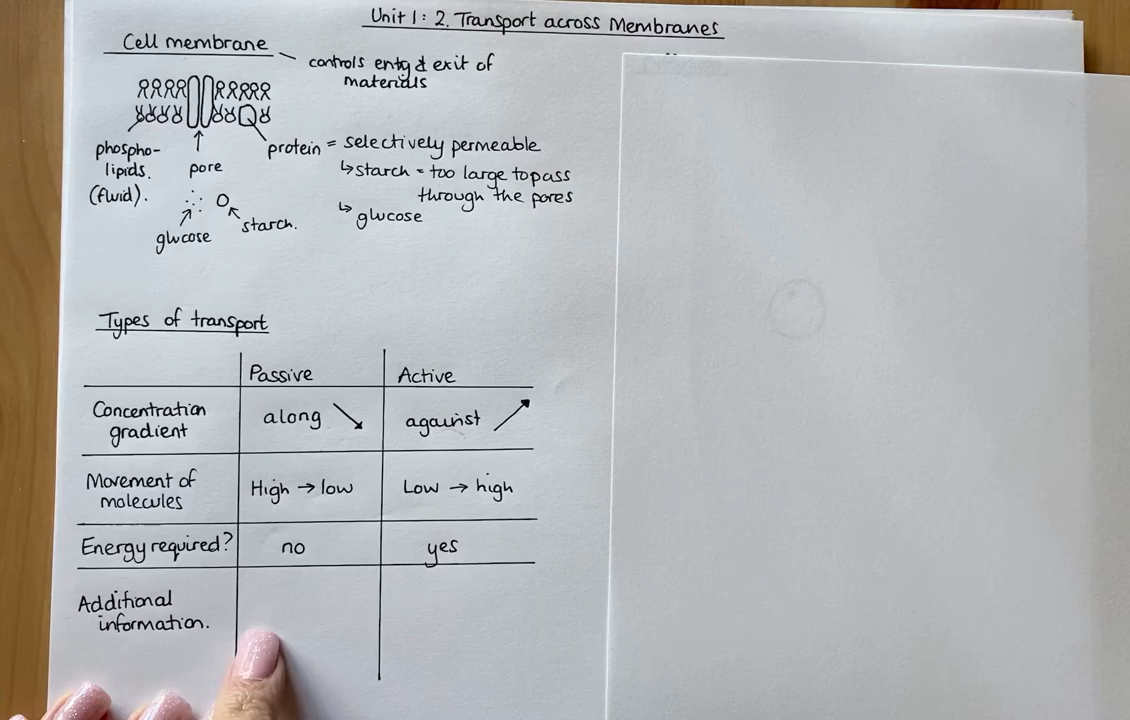 Unit 1: 2. Transport across Membranes
Cell membrane
controls entry & exit of
materials
phospho-
lipids.
(fluid).
pore
protein = selectively permeable
↳ starch = too large to pass
through the pores
↳ glucose
glucose
starch.
Types of transport
Passive Active
Concentration
gradient
along ↘ against ↗
Movement of
molecules
High → low Low → high
Energy required? no yes
Additional
information.